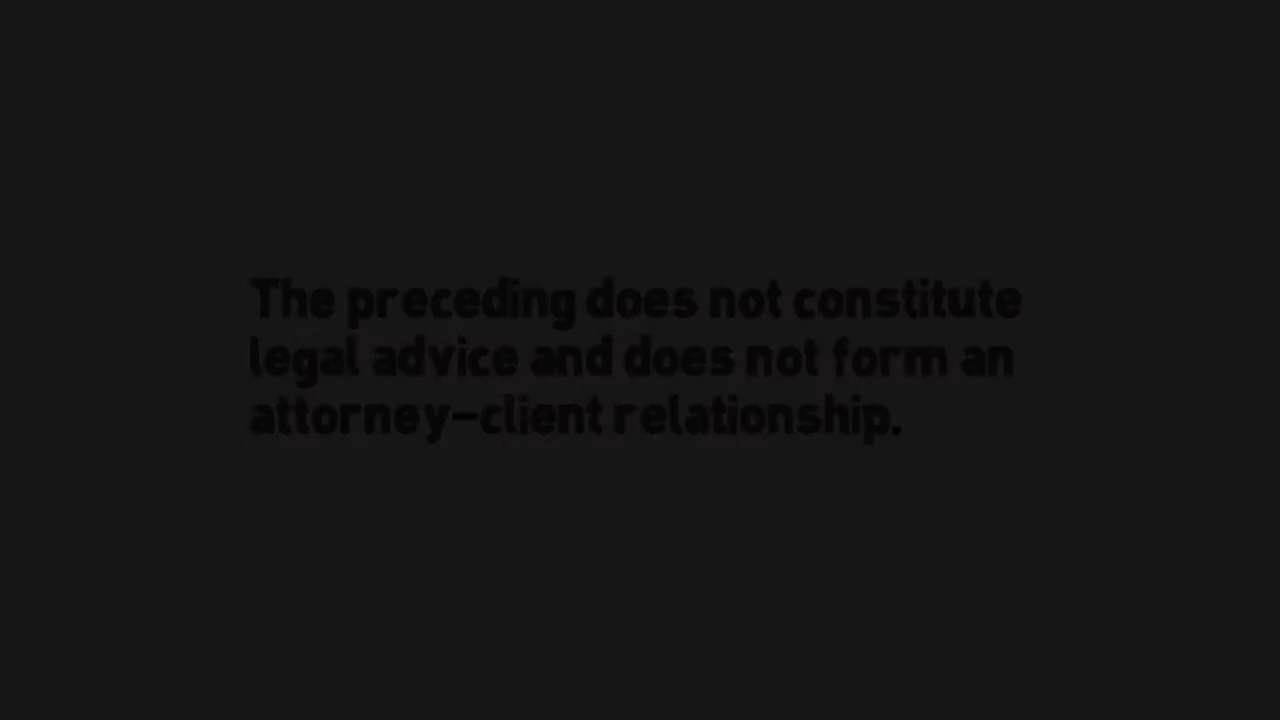 The preceding does not constitute
legal advice and does not form an
attorney-client relationship.